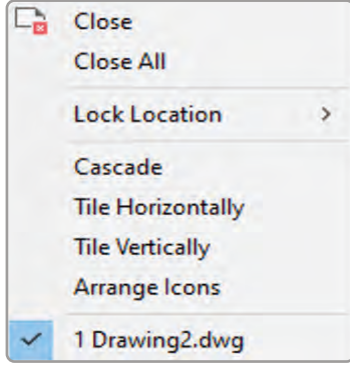 Close
Close All
Lock Location
Cascade
Tile Horizontally
Tile Vertically
Arrange Icons
1 Drawing2.dwg